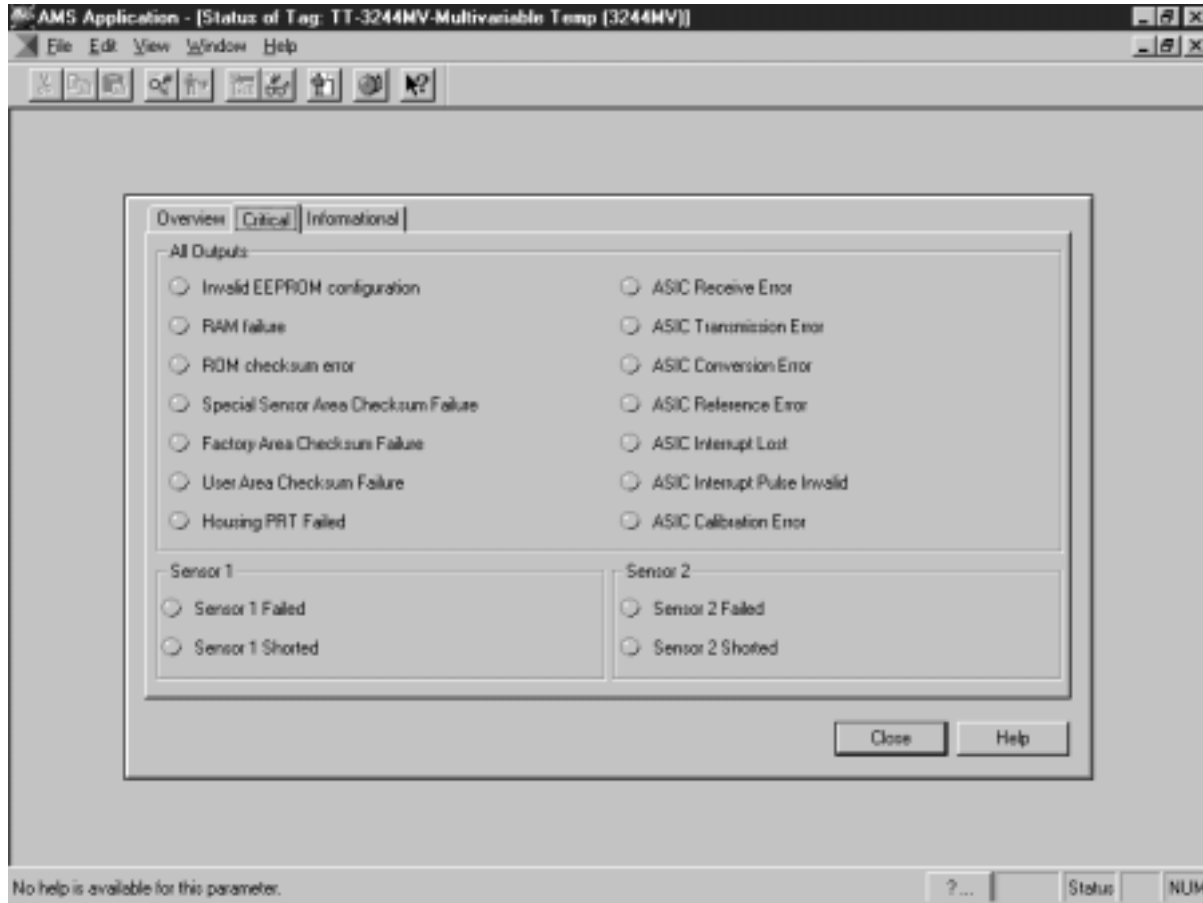 AMS Application - [Status of Tag: TT-3244MV-Multivariable Temp (3244MV)]
File Edit View Window Help
Overview Critical Informational
All Outputs
Invalid EEPROM configuration
RAM failure
ROM checksum error
Special Sensor Area Checksum Failure
Factory Area Checksum Failure
User Area Checksum Failure
Housing PRT Failed
ASIC Receive Error
ASIC Transmission Error
ASIC Conversion Error
ASIC Reference Error
ASIC Interrupt Lost
ASIC Interrupt Pulse Invalid
ASIC Calibration Error
Sensor 1
Sensor 1 Failed
Sensor 1 Shorted
Sensor 2
Sensor 2 Failed
Sensor 2 Shorted
Close Help
No help is available for this parameter. ?... Status NUM